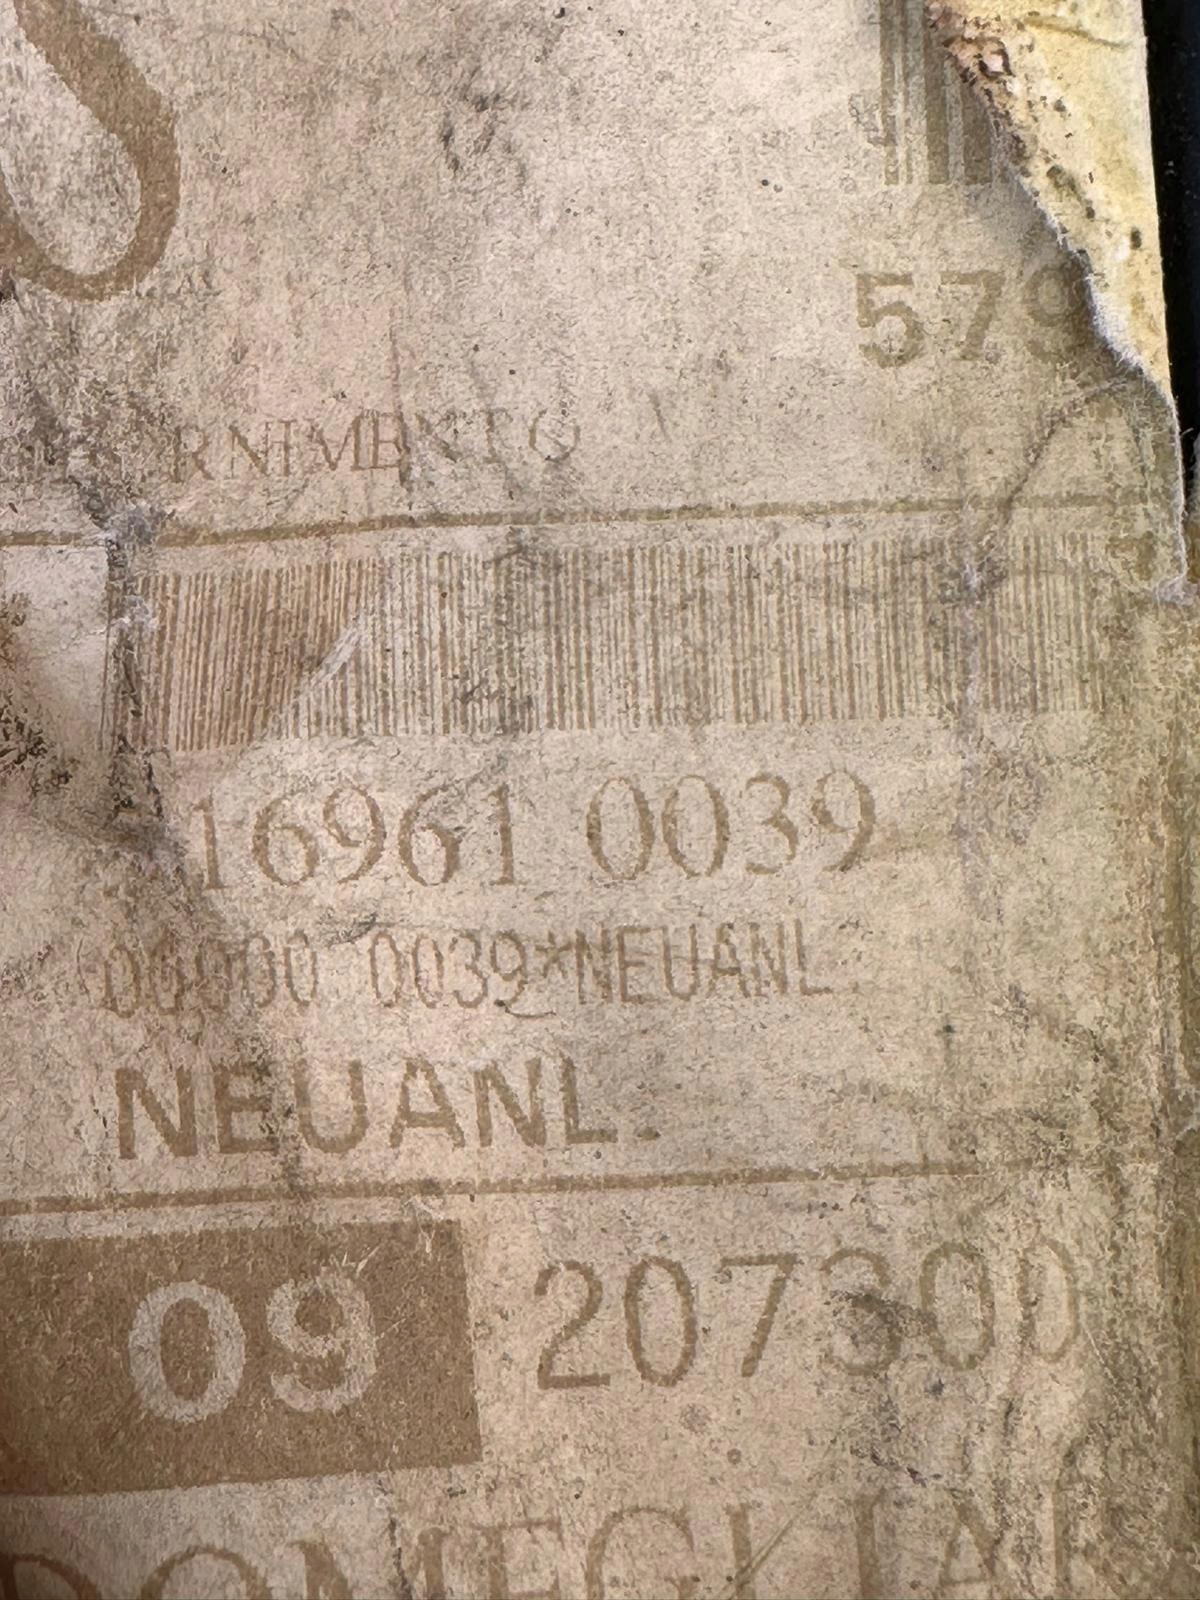 579
RNIMENTO
16961 0039
00000 0039*NEUANL.
NEUANL.
09 207300